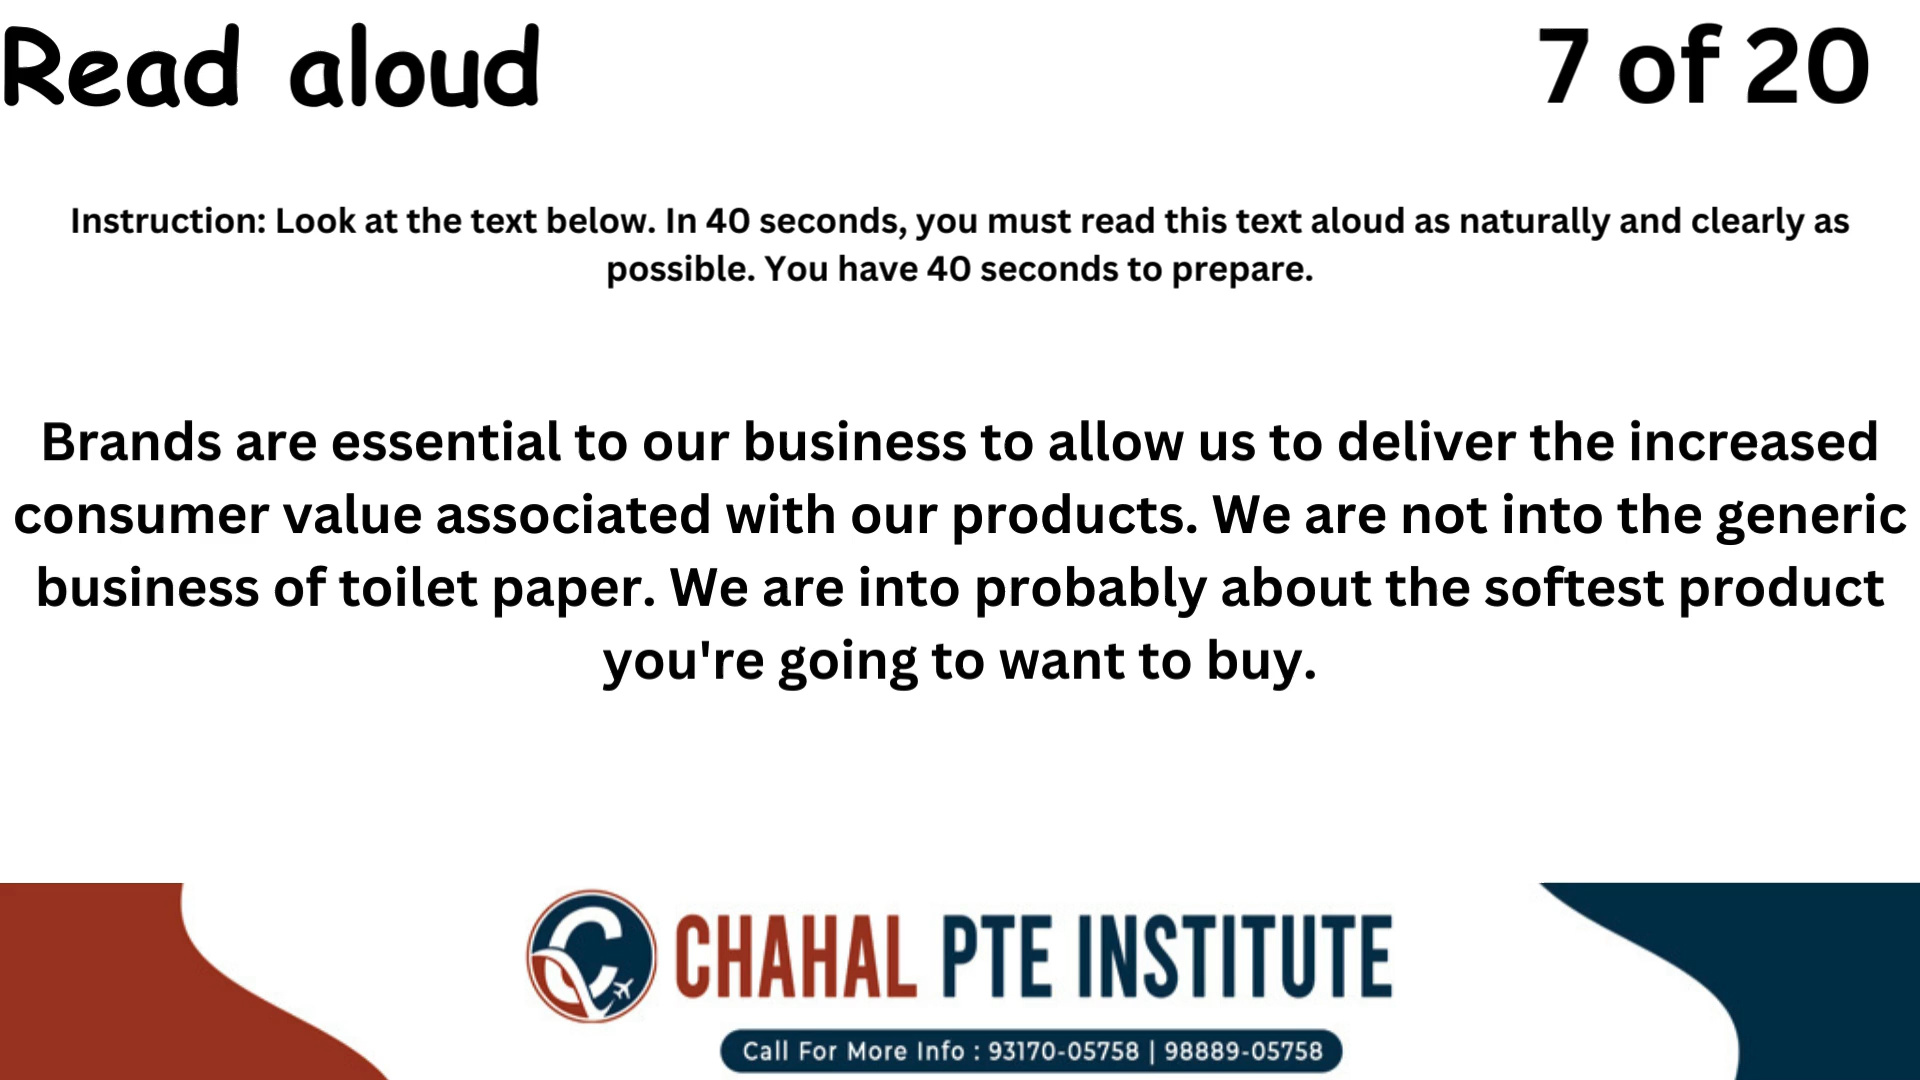 Read aloud
7 of 20
Instruction: Look at the text below. In 40 seconds, you must read this text aloud as naturally and clearly as
possible. You have 40 seconds to prepare.
Brands are essential to our business to allow us to deliver the increased
consumer value associated with our products. We are not into the generic
business of toilet paper. We are into probably about the softest product
you're going to want to buy.
CHAHAL PTE INSTITUTE
Call For More Info : 93170-05758 | 98889-05758